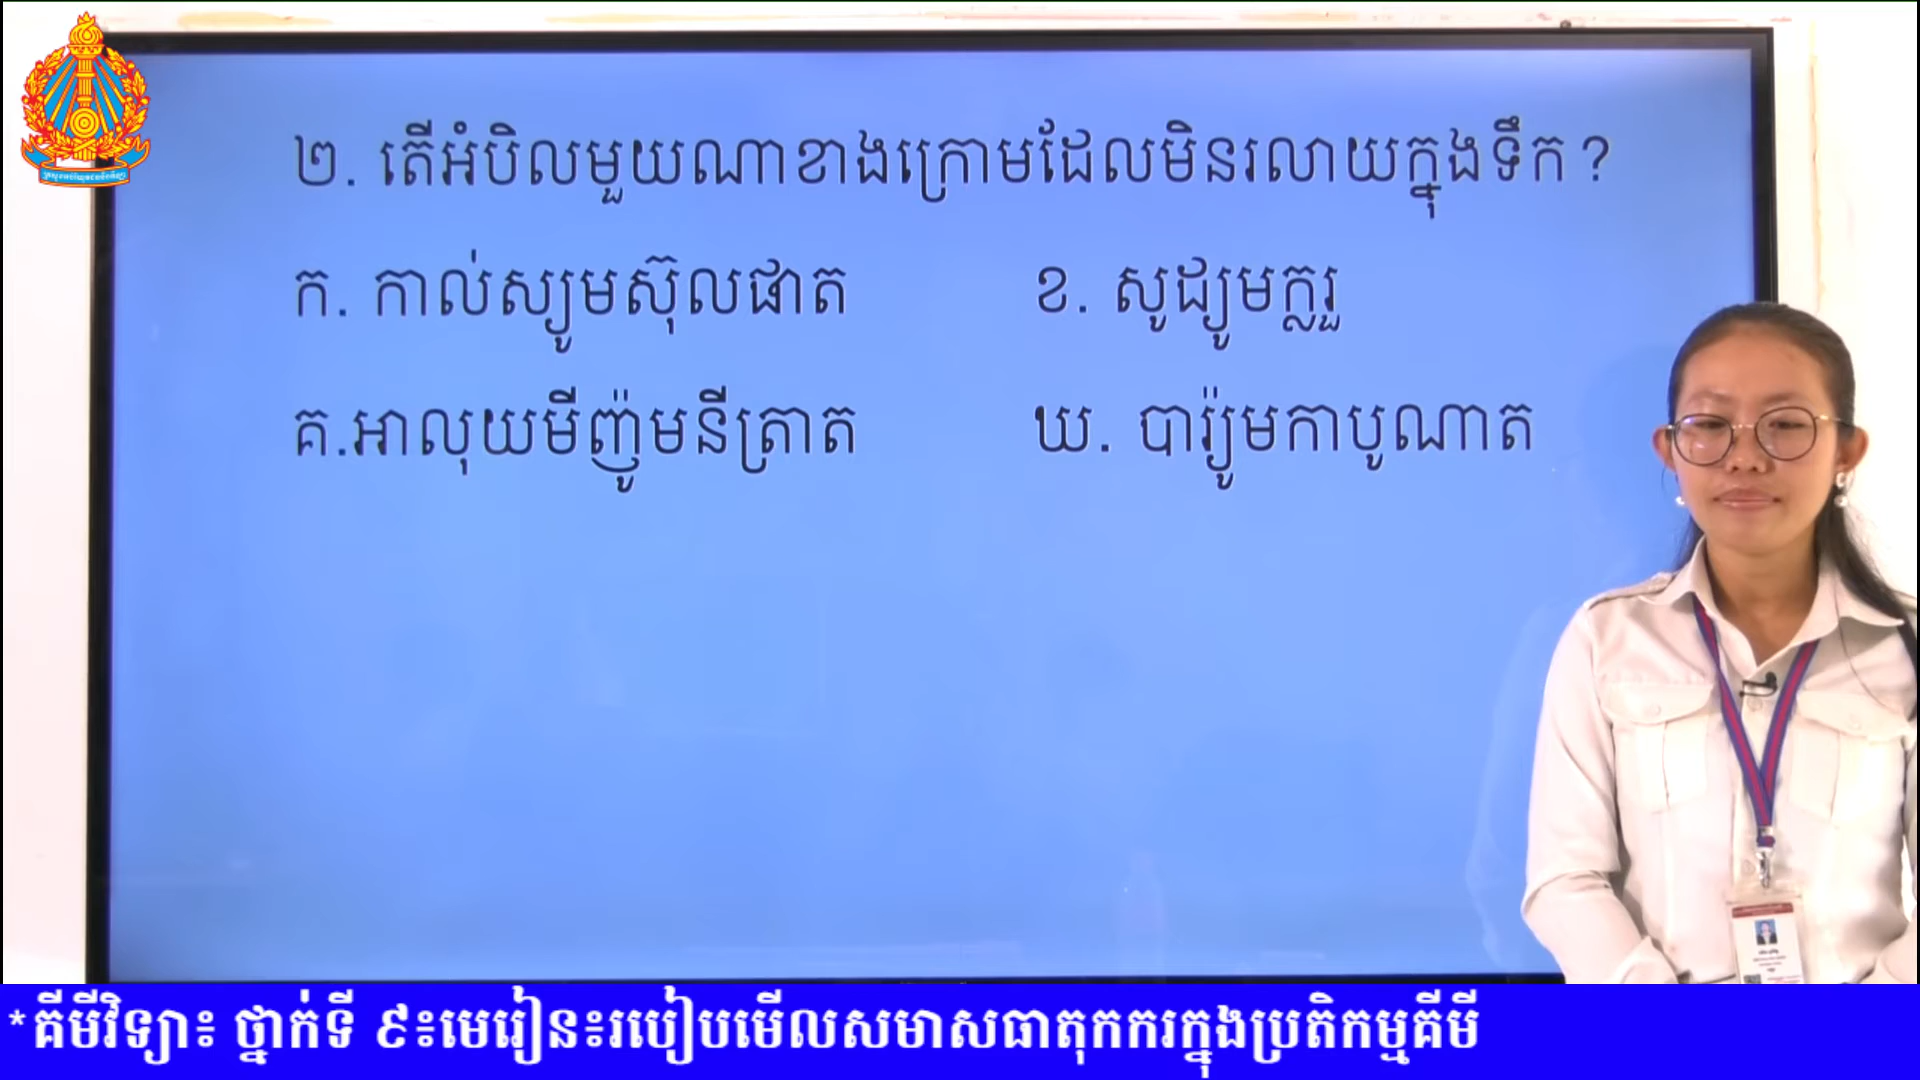 ២. តើអំបិលមួយណាខាងក្រោមដែលមិនរលាយក្នុងទឹក ?
ក. កាល់ស្យូមស៊ុលផាត
ខ. សូដ្យូមក្លរួ
គ.អាលុយមីញ៉ូមនីត្រាត
ឃ. បារ្យ៉ូមកាបូណាត
*គីមីវិទ្យា៖ ថ្នាក់ទី ៩៖មេរៀន៖របៀបមើលសមាសធាតុកករក្នុងប្រតិកម្មគីមី